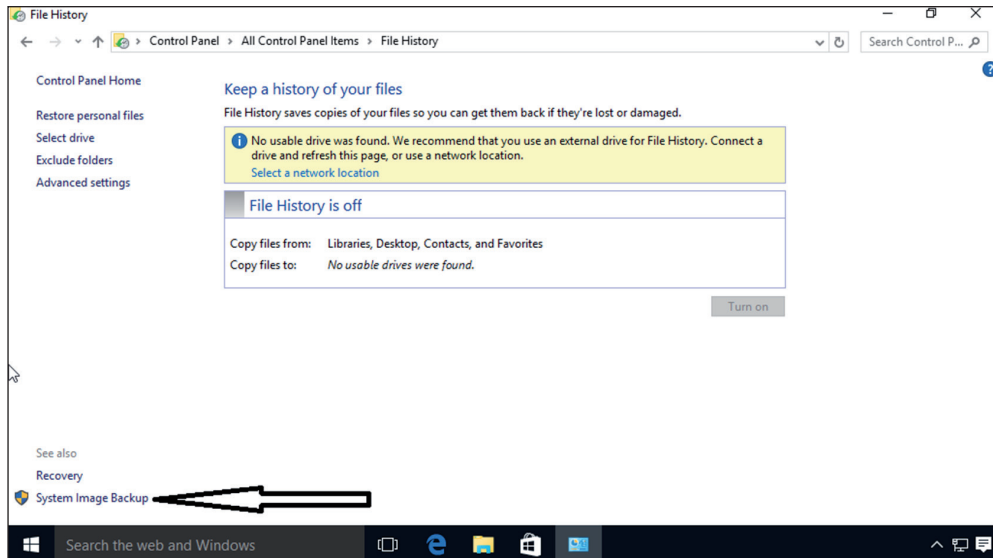 File History
Control Panel > All Control Panel Items > File History
Search Control P...
Control Panel Home
Restore personal files
Select drive
Exclude folders
Advanced settings
Keep a history of your files
File History saves copies of your files so you can get them back if they're lost or damaged.
No usable drive was found. We recommend that you use an external drive for File History. Connect a
drive and refresh this page, or use a network location.
Select a network location
File History is off
Copy files from: Libraries, Desktop, Contacts, and Favorites
Copy files to: No usable drives were found.
Turn on
See also
Recovery
System Image Backup
Search the web and Windows